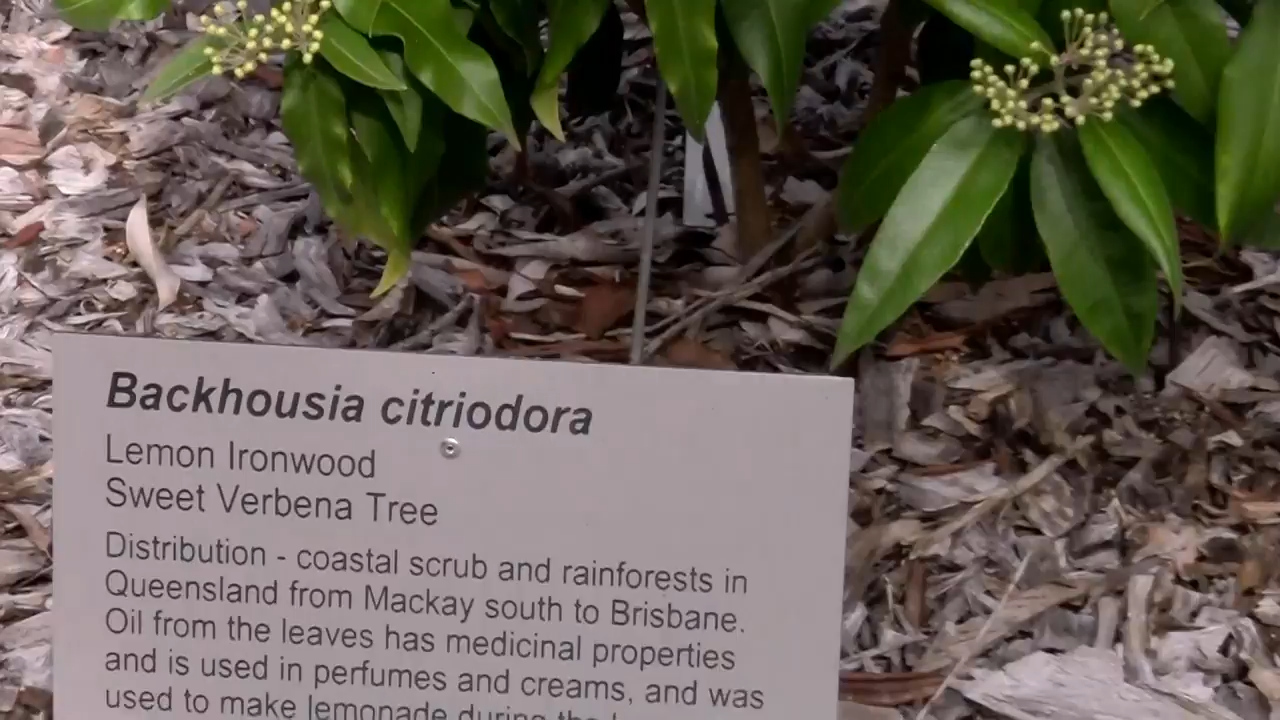 Backhousia citriodora
Lemon Ironwood
Sweet Verbena Tree
Distribution - coastal scrub and rainforests in
Queensland from Mackay south to Brisbane.
Oil from the leaves has medicinal properties
and is used in perfumes and creams, and was
used to make lemonade during the